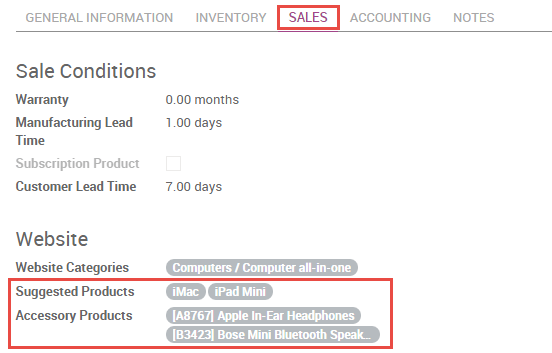 GENERAL INFORMATION INVENTORY SALES ACCOUNTING NOTES
Sale Conditions
Warranty 0.00 months
Manufacturing Lead Time 1.00 days
Subscription Product
Customer Lead Time 7.00 days
Website
Website Categories Computers / Computer all-in-one
Suggested Products iMac iPad Mini
Accessory Products [A8767] Apple In-Ear Headphones
[B3423] Bose Mini Bluetooth Speak...